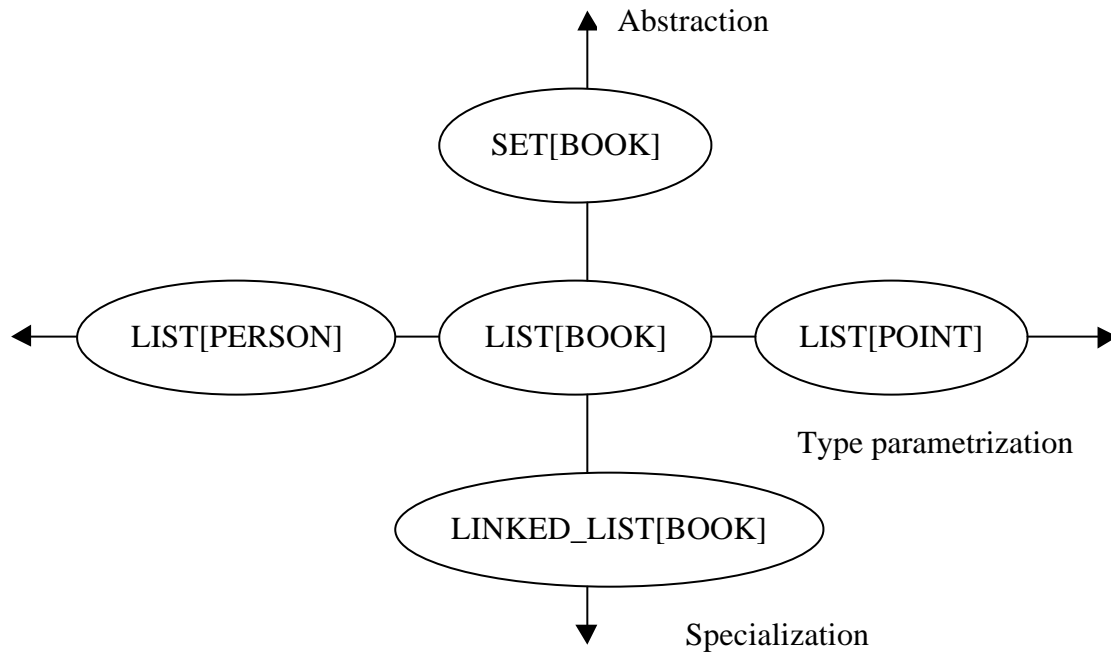 Abstraction
SET[BOOK]
LIST[PERSON]
LIST[BOOK]
LIST[POINT]
Type parametrization
LINKED_LIST[BOOK]
Specialization